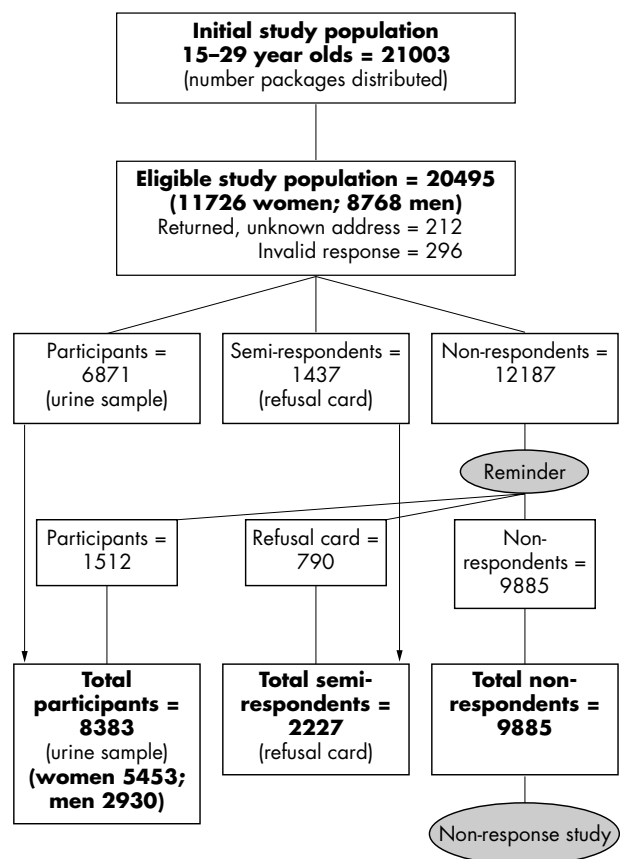 Initial study population
15–29 year olds = 21003
(number packages distributed)
Eligible study population = 20495
(11726 women; 8768 men)
Returned, unknown address = 212
Invalid response = 296
Participants =
6871
(urine sample)
Semi-respondents =
1437
(refusal card)
Non-respondents =
12187
Reminder
Participants =
1512
Refusal card =
790
Non-
respondents =
9885
Total
participants =
8383
(urine sample)
(women 5453;
men 2930)
Total semi-
respondents =
2227
(refusal card)
Total non-
respondents =
9885
Non-response study